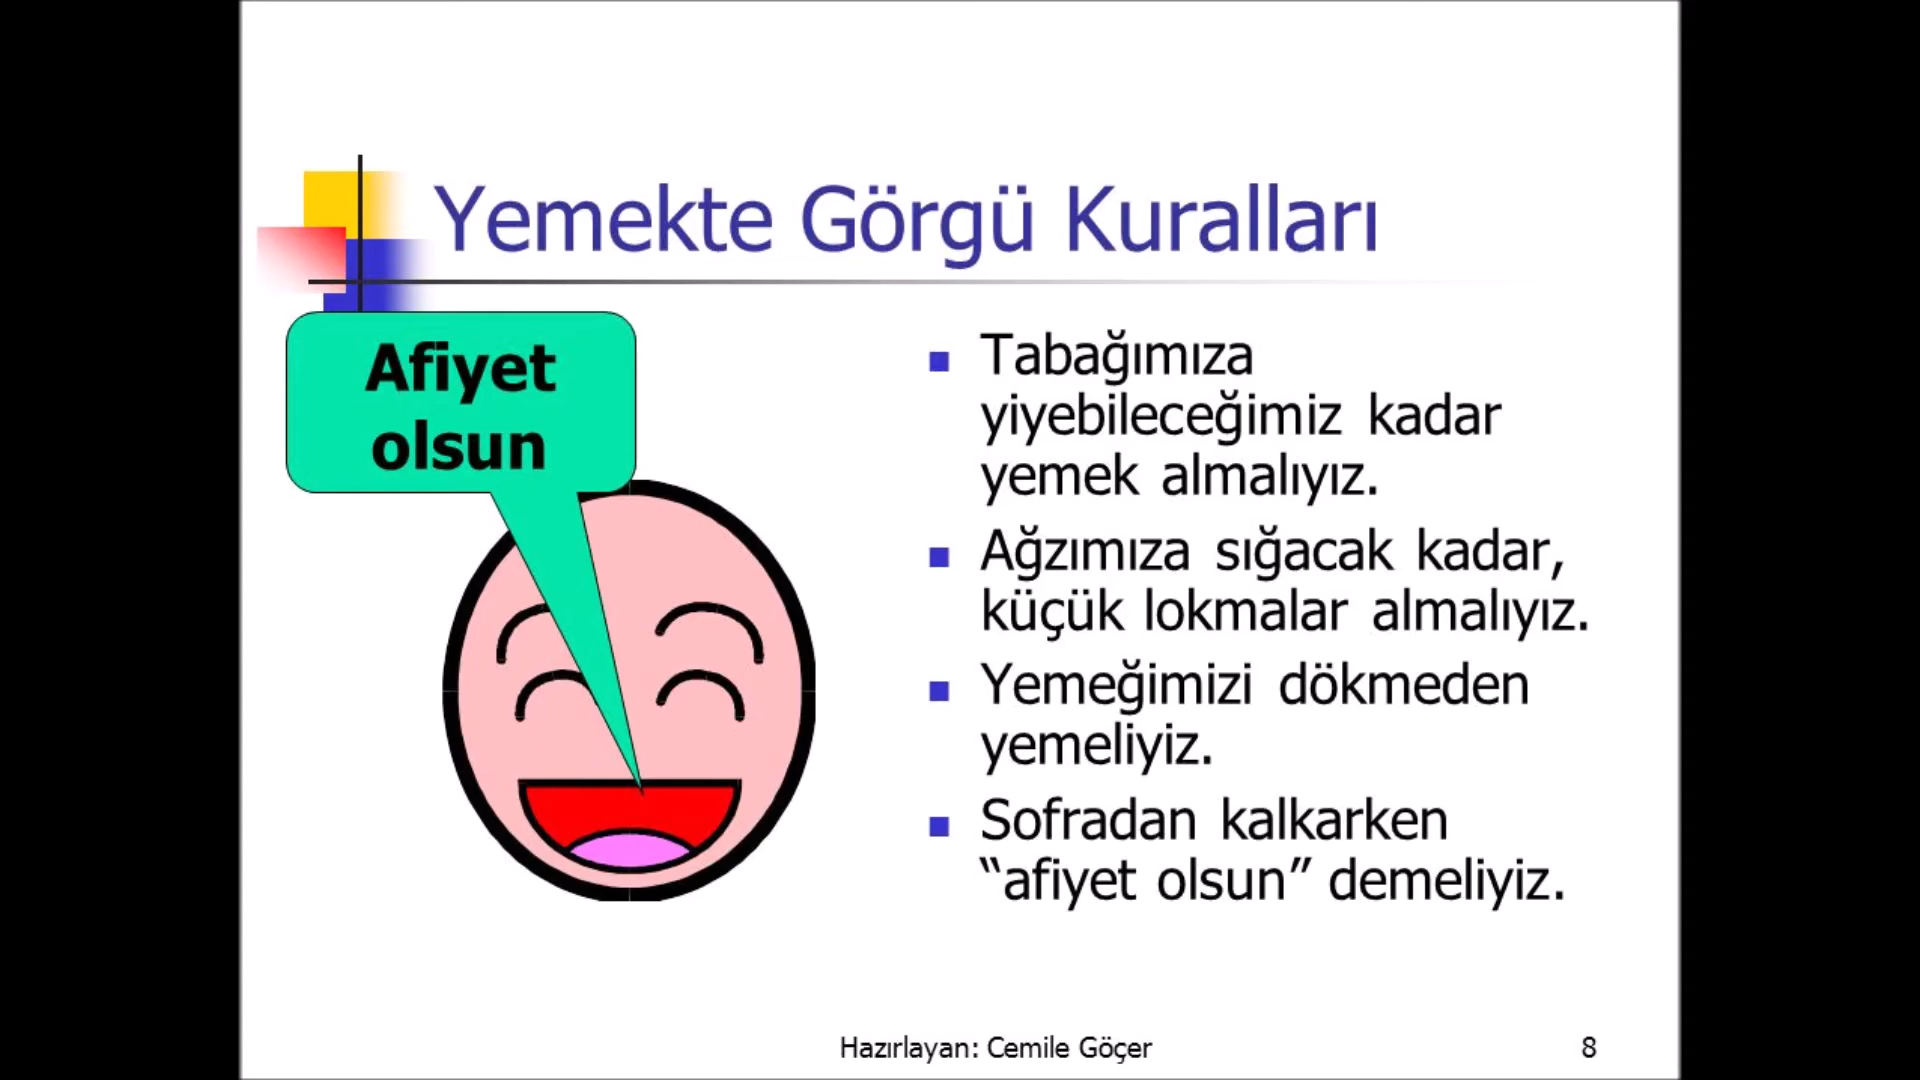 Yemekte Görgü Kuralları
Afiyet
olsun
Tabağımıza
yiyebileceğimiz kadar
yemek almalıyız.
Ağzımıza sığacak kadar,
küçük lokmalar almalıyız.
Yemeğimizi dökmeden
yemeliyiz.
Sofradan kalkarken
“afiyet olsun” demeliyiz.
Hazırlayan: Cemile Göçer
8